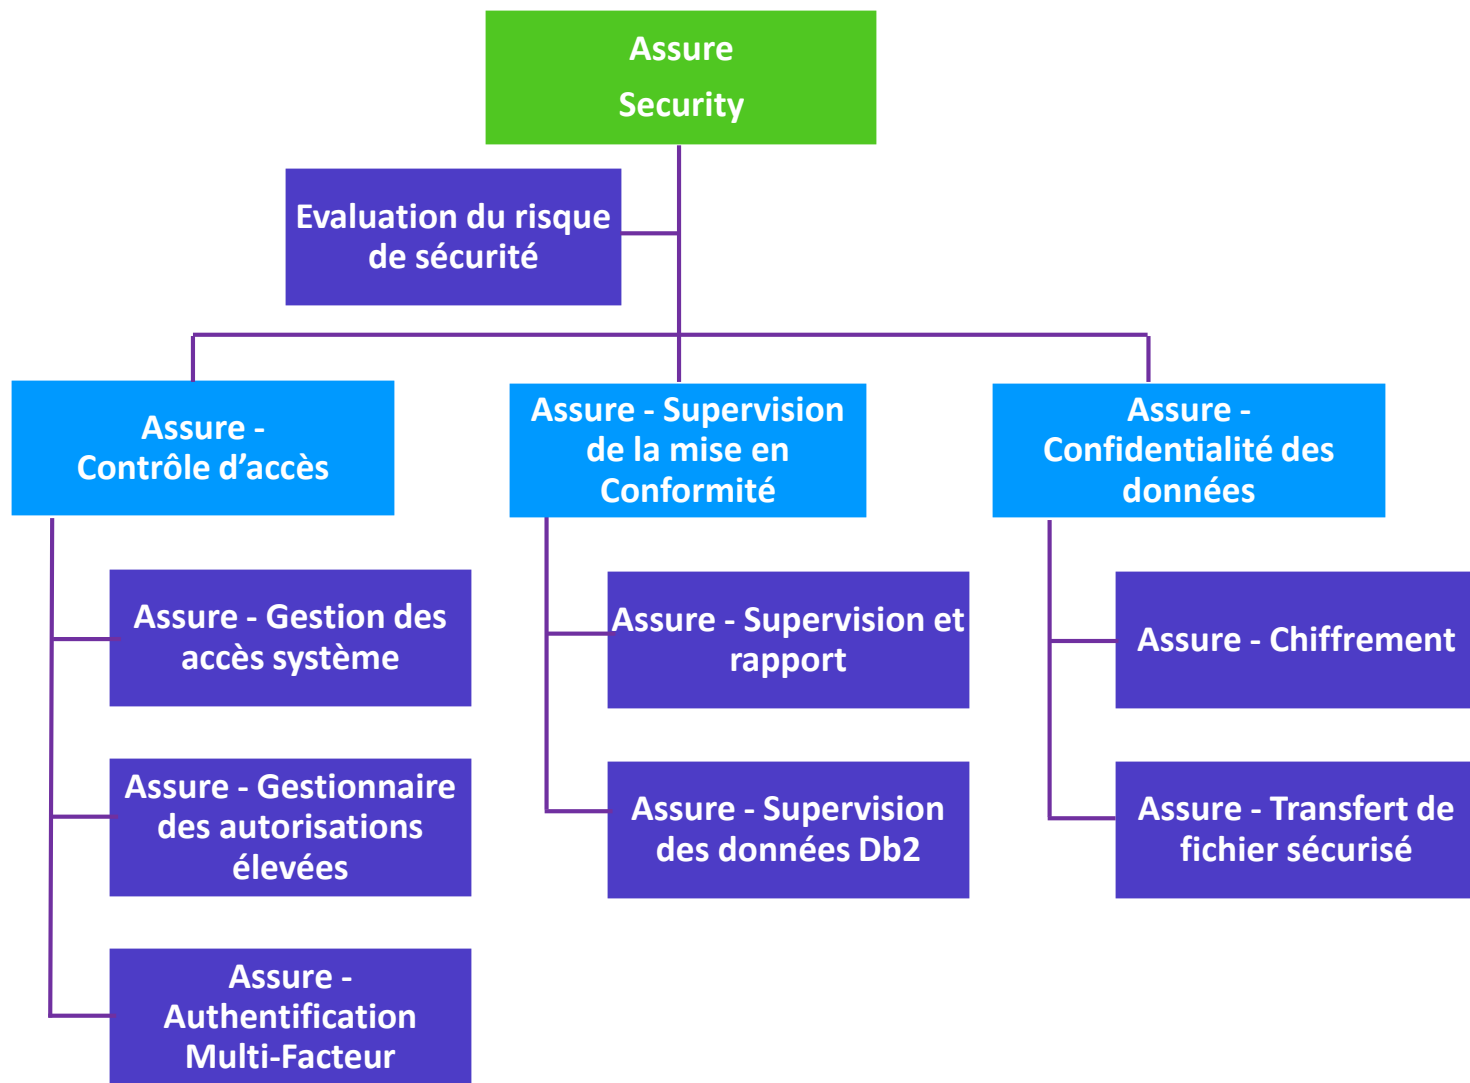 Assure
Security
Evaluation du risque
de sécurité
Assure -
Contrôle d’accès
Assure - Supervision
de la mise en
Conformité
Assure -
Confidentialité des
données
Assure - Gestion des
accès système
Assure - Supervision et
rapport
Assure - Chiffrement
Assure - Gestionnaire
des autorisations
élevées
Assure - Supervision
des données Db2
Assure - Transfert de
fichier sécurisé
Assure -
Authentification
Multi-Facteur